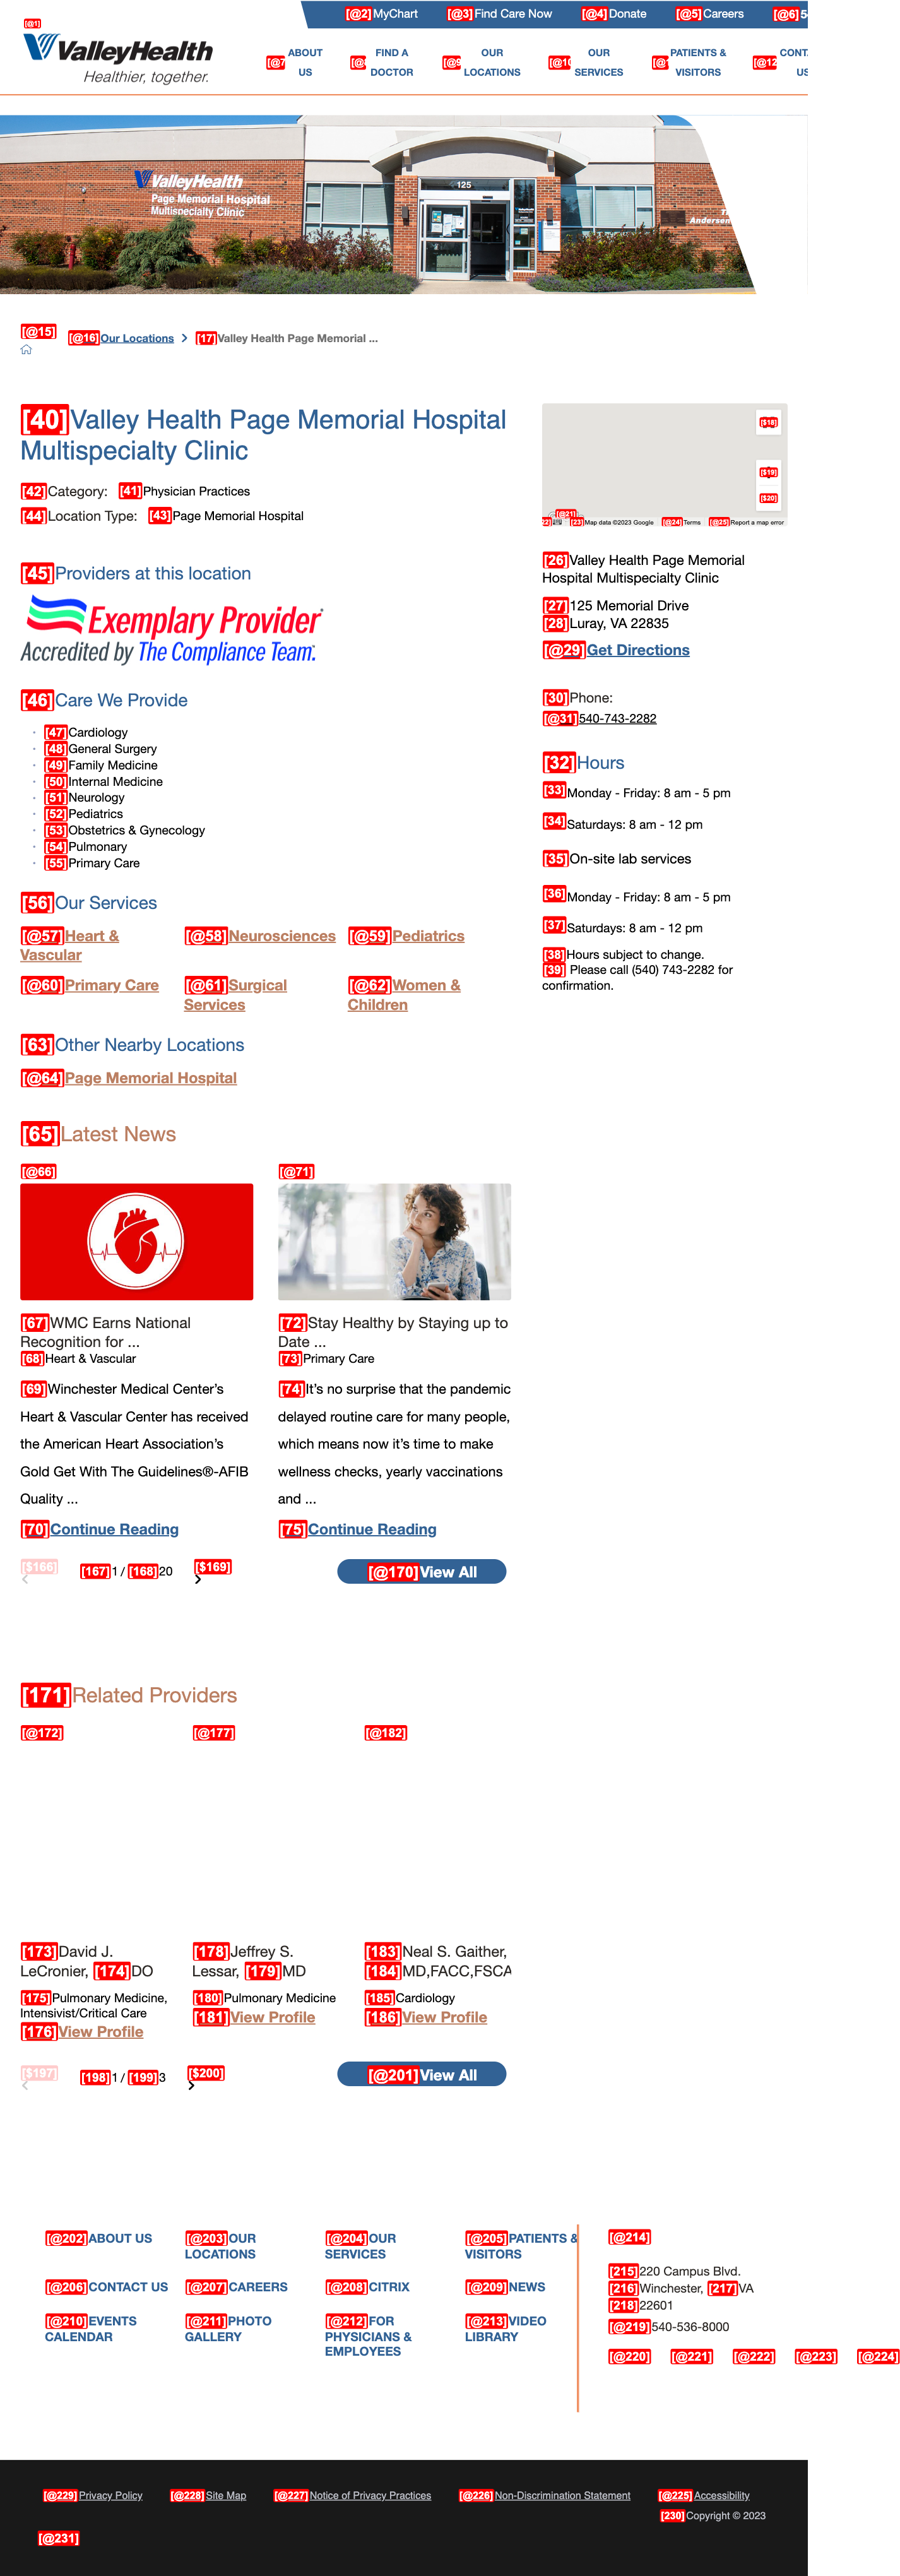 [@1]
ValleyHealth
Healthier, together.
[@2] MyChart [@3] Find Care Now [@4] Donate [@5] Careers [@6]
ABOUT US
FIND A DOCTOR
OUR LOCATIONS
OUR SERVICES
PATIENTS & VISITORS
ValleyHealth
Page Memorial Hospital
Multispecialty Clinic
125
[@15]
[@16]Our Locations [17]Valley Health Page Memorial ...
[40]Valley Health Page Memorial Hospital
Multispecialty Clinic
[42]Category: [41]Physician Practices
[44]Location Type: [43]Page Memorial Hospital
[45]Providers at this location
Exemplary Provider
Accredited by The Compliance Team.
[46]Care We Provide
[47]Cardiology
[48]General Surgery
[49]Family Medicine
[50]Internal Medicine
[51]Neurology
[52]Pediatrics
[53]Obstetrics & Gynecology
[54]Pulmonary
[55]Primary Care
[56]Our Services
[@57]Heart &
Vascular
[@58]Neurosciences
[@59]Pediatrics
[@60]Primary Care
[@61]Surgical
Services
[@62]Women &
Children
[63]Other Nearby Locations
[@64]Page Memorial Hospital
[$18]
[$19]
[$20]
[@21]
[23]Map data ©2023 Google [@24]Terms [@25]Report a map error
[26]Valley Health Page Memorial
Hospital Multispecialty Clinic
[27]125 Memorial Drive
[28]Luray, VA 22835
[@29]Get Directions
[30]Phone:
[@31]540-743-2282
[32]Hours
[33]Monday - Friday: 8 am - 5 pm
[34]Saturdays: 8 am - 12 pm
[35]On-site lab services
[36]Monday - Friday: 8 am - 5 pm
[37]Saturdays: 8 am - 12 pm
[38]Hours subject to change.
[39] Please call (540) 743-2282 for
confirmation.
[65]Latest News
[@66]
[67]WMC Earns National
Recognition for ...
[68]Heart & Vascular
[69]Winchester Medical Center's
Heart & Vascular Center has received
the American Heart Association's
Gold Get With The Guidelines®-AFIB
Quality ...
[70]Continue Reading
[@71]
[72]Stay Healthy by Staying up to
Date ...
[73]Primary Care
[74]It's no surprise that the pandemic
delayed routine care for many people,
which means now it's time to make
wellness checks, yearly vaccinations
and ...
[75]Continue Reading
[$166] [167]1 / [168]20 [$169] [@170]View All
[171]Related Providers
[@172] [@177] [@182]
[173]David J.
LeCronier, [174]DO
[175]Pulmonary Medicine,
Intensivist/Critical Care
[176]View Profile
[178]Jeffrey S.
Lessar, [179]MD
[180]Pulmonary Medicine
[181]View Profile
[183]Neal S. Gaither,
[184]MD,FACC,FSCA
[185]Cardiology
[186]View Profile
[$197] [198]1 / [199]3 [$200] [@201]View All
[@202]ABOUT US
[@203]OUR
LOCATIONS
[@204]OUR
SERVICES
[@205]PATIENTS &
VISITORS
[@206]CONTACT US
[@207]CAREERS
[@208]CITRIX
[@209]NEWS
[@210]EVENTS
CALENDAR
[@211]PHOTO
GALLERY
[@212]FOR
PHYSICIANS &
EMPLOYEES
[@213]VIDEO
LIBRARY
[@214]
[215]220 Campus Blvd.
[216]Winchester, [217]VA
[218]22601
[@219]540-536-8000
[@220] [@221] [@222] [@223] [@224]
[@229]Privacy Policy [@228]Site Map [@227]Notice of Privacy Practices [@226]Non-Discrimination Statement [@225]Accessibility
[230]Copyright © 2023
[@231]